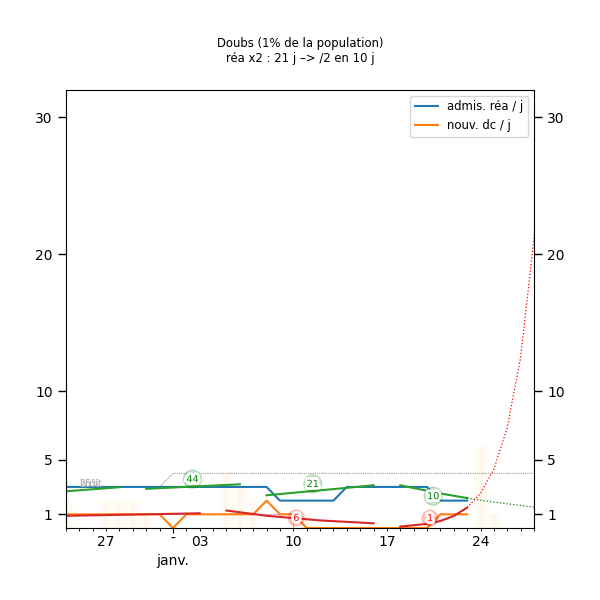 Doubs (1% de la population)
réa x2 : 21 j –> /2 en 10 j
admis. réa / j
nouv. dc / j
30 30
20 20
10 10
5 5
1 1
44
21
10
6
1
27 - 03 10 17 24
janv.